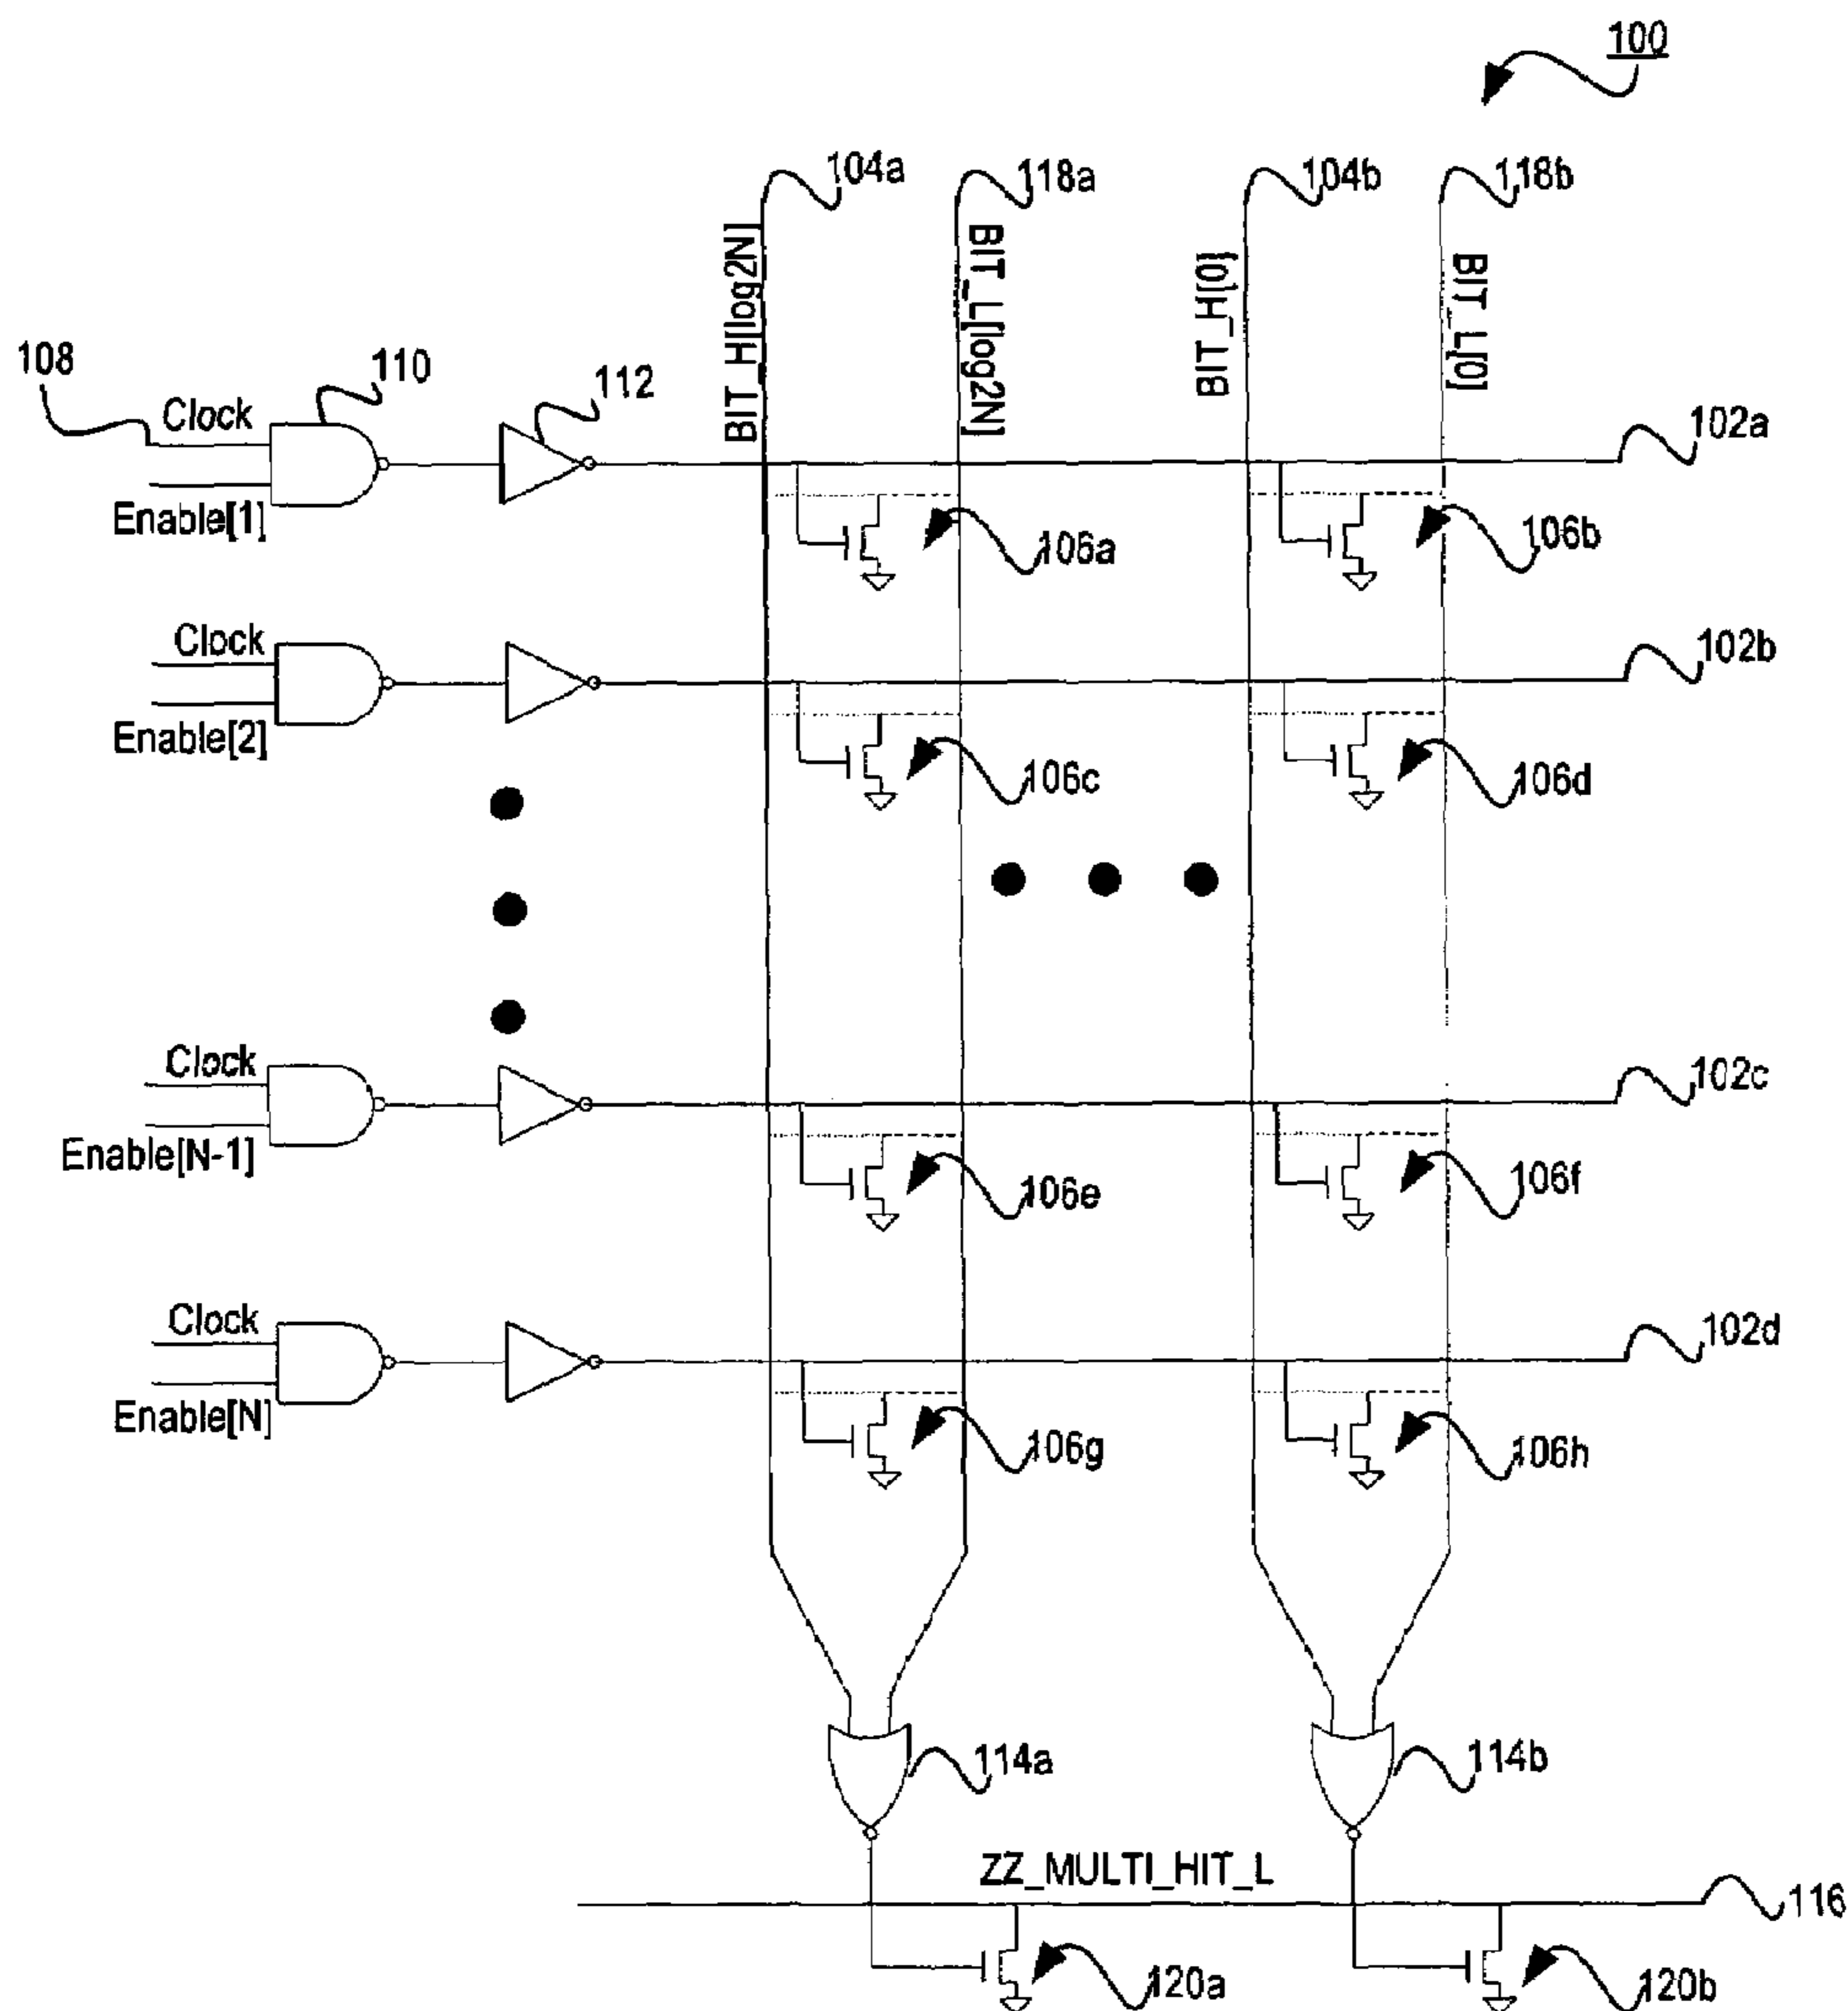 100
104a
118a
104b
118b
BIT_H[log2N]
BIT_L[log2N]
BIT_H[0]
BIT_L[0]
108
Clock
110
112
102a
Enable[1]
106a
106b
Clock
102b
Enable[2]
106c
106d
Clock
102c
Enable[N-1]
106e
106f
Clock
102d
Enable[N]
106g
106h
114a
114b
ZZ_MULTI_HIT_L
116
120a
120b